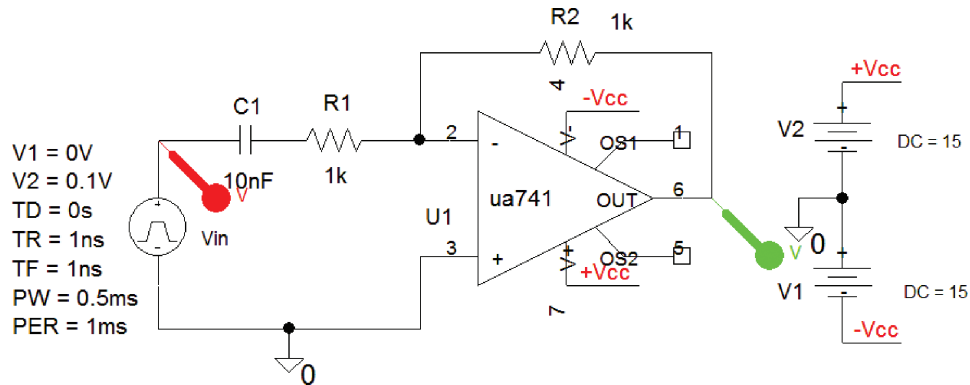 R2 1k
4
-Vcc
+Vcc
C1 R1
V-
OS1 1
2 -
V2
DC = 15
V1 = 0V
V2 = 0.1V
TD = 0s
TR = 1ns
TF = 1ns
PW = 0.5ms
PER = 1ms
10nF
V
1k
ua741
OUT
6
U1
Vin
3 +
V+
OS2 5
+Vcc
7
V
0
V1
DC = 15
-Vcc
0